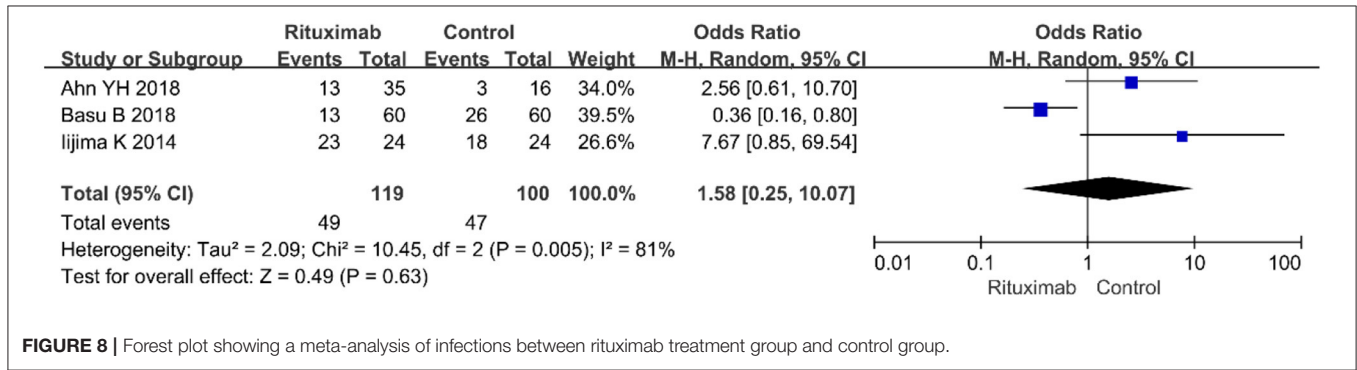 Rituximab Control Odds Ratio Odds Ratio
Study or Subgroup Events Total Events Total Weight M-H, Random, 95% CI M-H, Random, 95% CI
Ahn YH 2018 13 35 3 16 34.0% 2.56 [0.61, 10.70]
Basu B 2018 13 60 26 60 39.5% 0.36 [0.16, 0.80]
Iijima K 2014 23 24 18 24 26.6% 7.67 [0.85, 69.54]
Total (95% CI) 119 100 100.0% 1.58 [0.25, 10.07]
Total events 49 47
Heterogeneity: Tau² = 2.09; Chi² = 10.45, df = 2 (P = 0.005); I² = 81%
Test for overall effect: Z = 0.49 (P = 0.63)
0.01 0.1 1 10 100
Rituximab Control
FIGURE 8 | Forest plot showing a meta-analysis of infections between rituximab treatment group and control group.